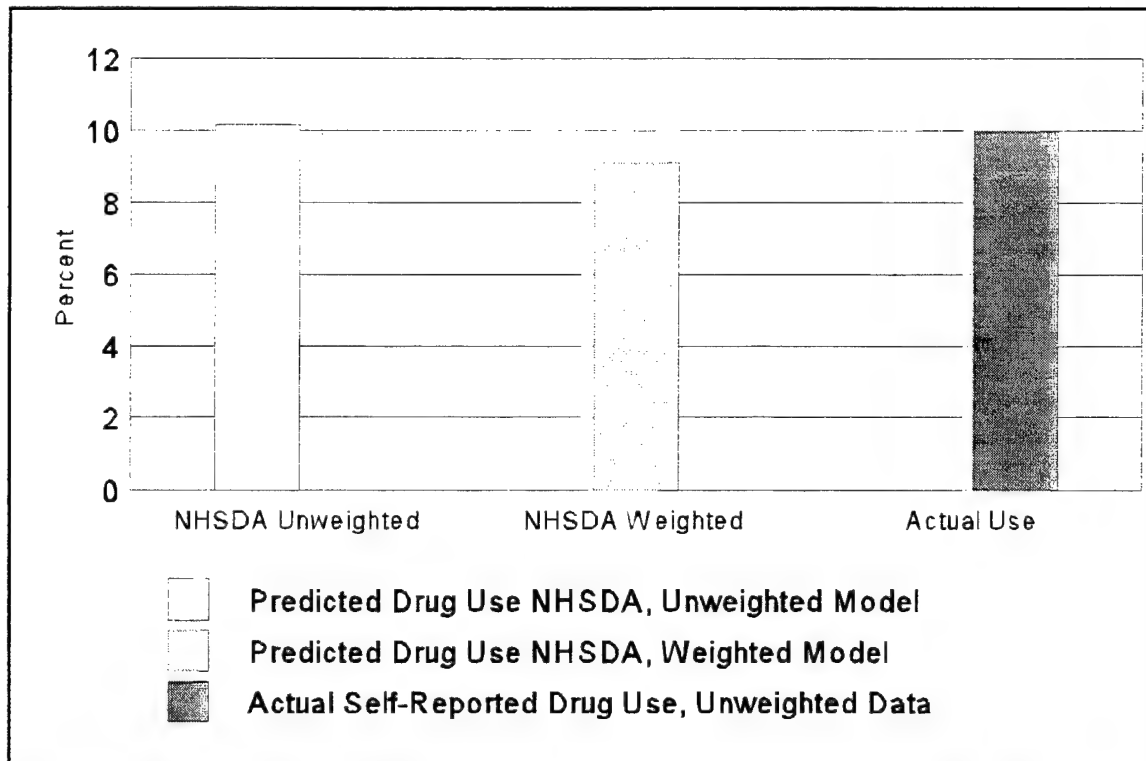 12
10
8
6
4
2
0
Percent
NHSDA Unweighted
NHSDA Weighted
Actual Use
Predicted Drug Use NHSDA, Unweighted Model
Predicted Drug Use NHSDA, Weighted Model
Actual Self-Reported Drug Use, Unweighted Data